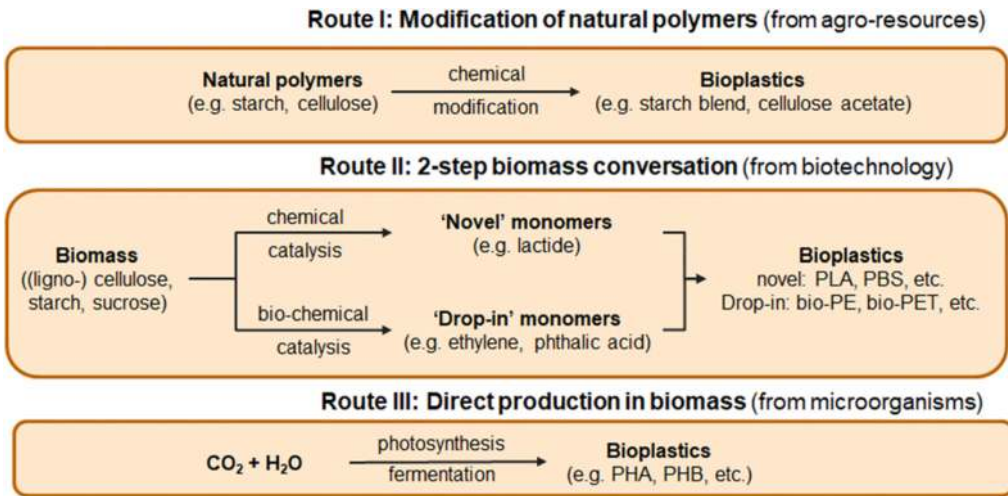 Route I: Modification of natural polymers (from agro-resources)
Natural polymers
(e.g. starch, cellulose)
chemical
modification
Bioplastics
(e.g. starch blend, cellulose acetate)
Route II: 2-step biomass conversation (from biotechnology)
Biomass
((ligno-) cellulose,
starch, sucrose)
chemical
catalysis
'Novel' monomers
(e.g. lactide)
bio-chemical
catalysis
'Drop-in' monomers
(e.g. ethylene, phthalic acid)
Bioplastics
novel: PLA, PBS, etc.
Drop-in: bio-PE, bio-PET, etc.
Route III: Direct production in biomass (from microorganisms)
CO₂ + H₂O
photosynthesis
fermentation
Bioplastics
(e.g. PHA, PHB, etc.)